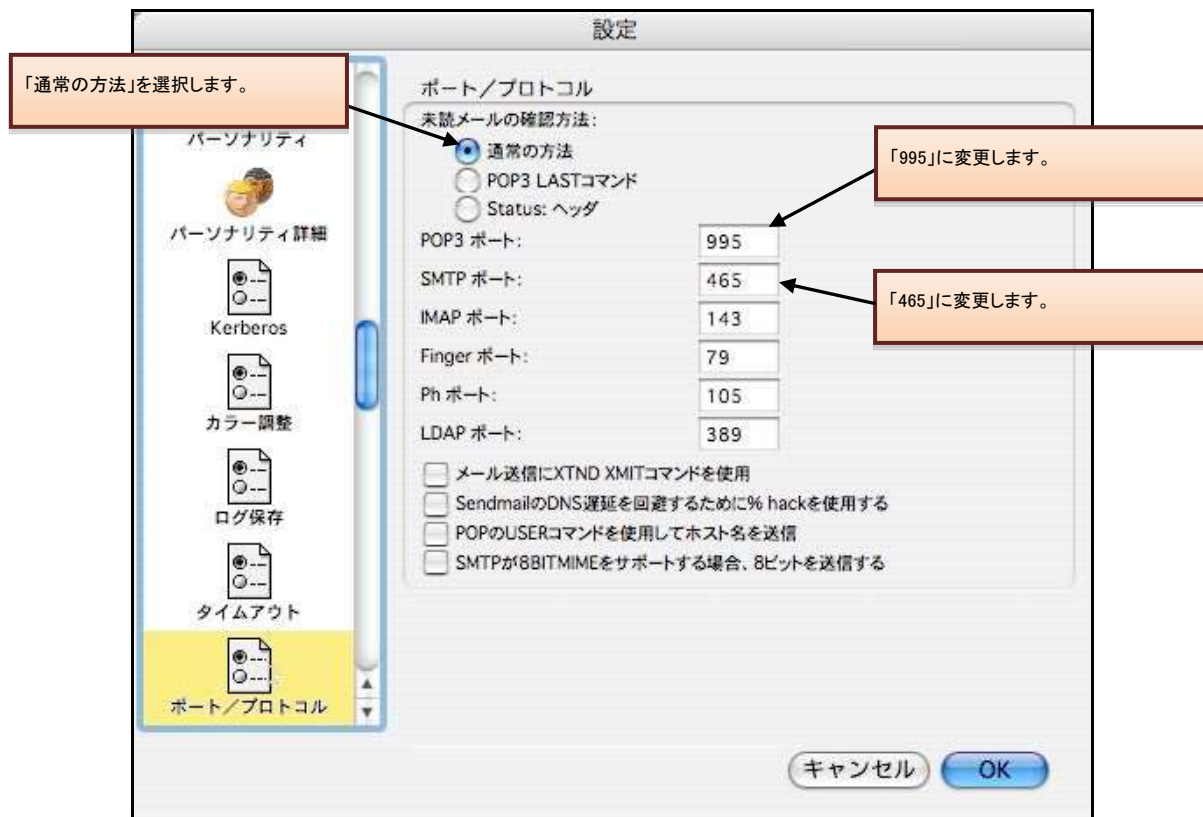 設定
「通常の方法」を選択します。
パーソナリティ
パーソナリティ詳細
Kerberos
カラー調整
ログ保存
タイムアウト
ポート／プロトコル
ポート／プロトコル
未読メールの確認方法:
通常の方法
POP3 LASTコマンド
Status: ヘッダ
POP3 ポート: 995
SMTP ポート: 465
IMAP ポート: 143
Finger ポート: 79
Ph ポート: 105
LDAP ポート: 389
「995」に変更します。
「465」に変更します。
メール送信にXTND XMITコマンドを使用
SendmailのDNS遅延を回避するために% hackを使用する
POPのUSERコマンドを使用してホスト名を送信
SMTPが8BITMIMEをサポートする場合、8ビットを送信する
キャンセル
OK